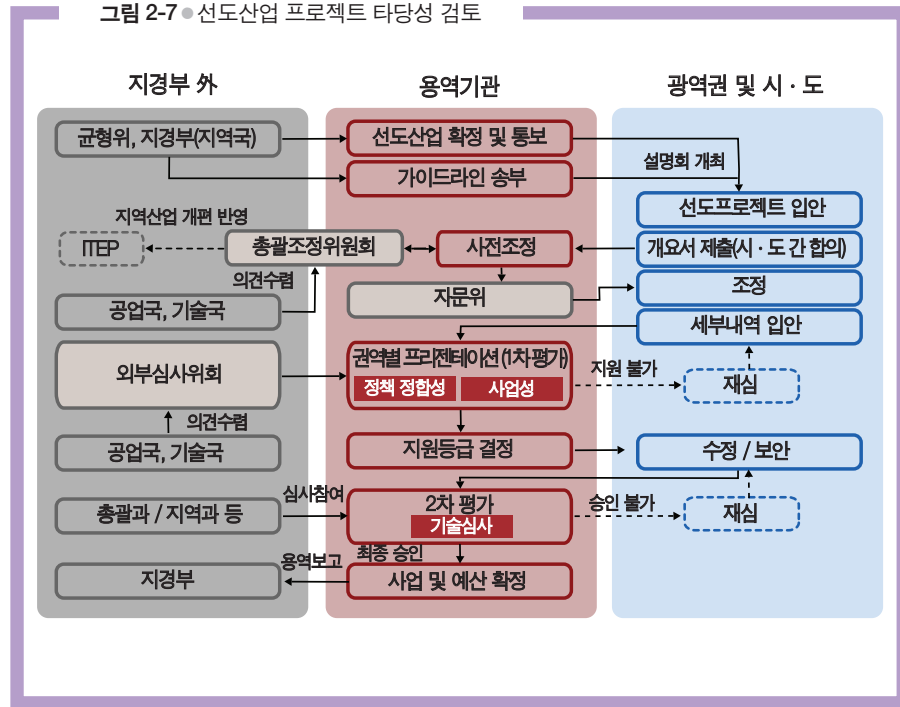 그림 2-7 ● 선도산업 프로젝트 타당성 검토
지경부 外
용역기관
광역권 및 시 · 도
균형위, 지경부(지역국)
선도산업 확정 및 통보
설명회 개최
가이드라인 송부
선도프로젝트 입안
지역산업 개편 반영
ITEP
총괄조정위원회
사전조정
개요서 제출(시 · 도 간 합의)
의견수렴
자문위
조정
공업국, 기술국
세부내역 입안
외부심사위회
권역별 프리젠테이션 (1차 평가)
정책 정합성
사업성
지원 불가
재심
의견수렴
공업국, 기술국
지원등급 결정
수정 / 보안
심사참여
총괄과 / 지역과 등
2차 평가
기술심사
승인 불가
재심
최종 승인
용역보고
지경부
사업 및 예산 확정